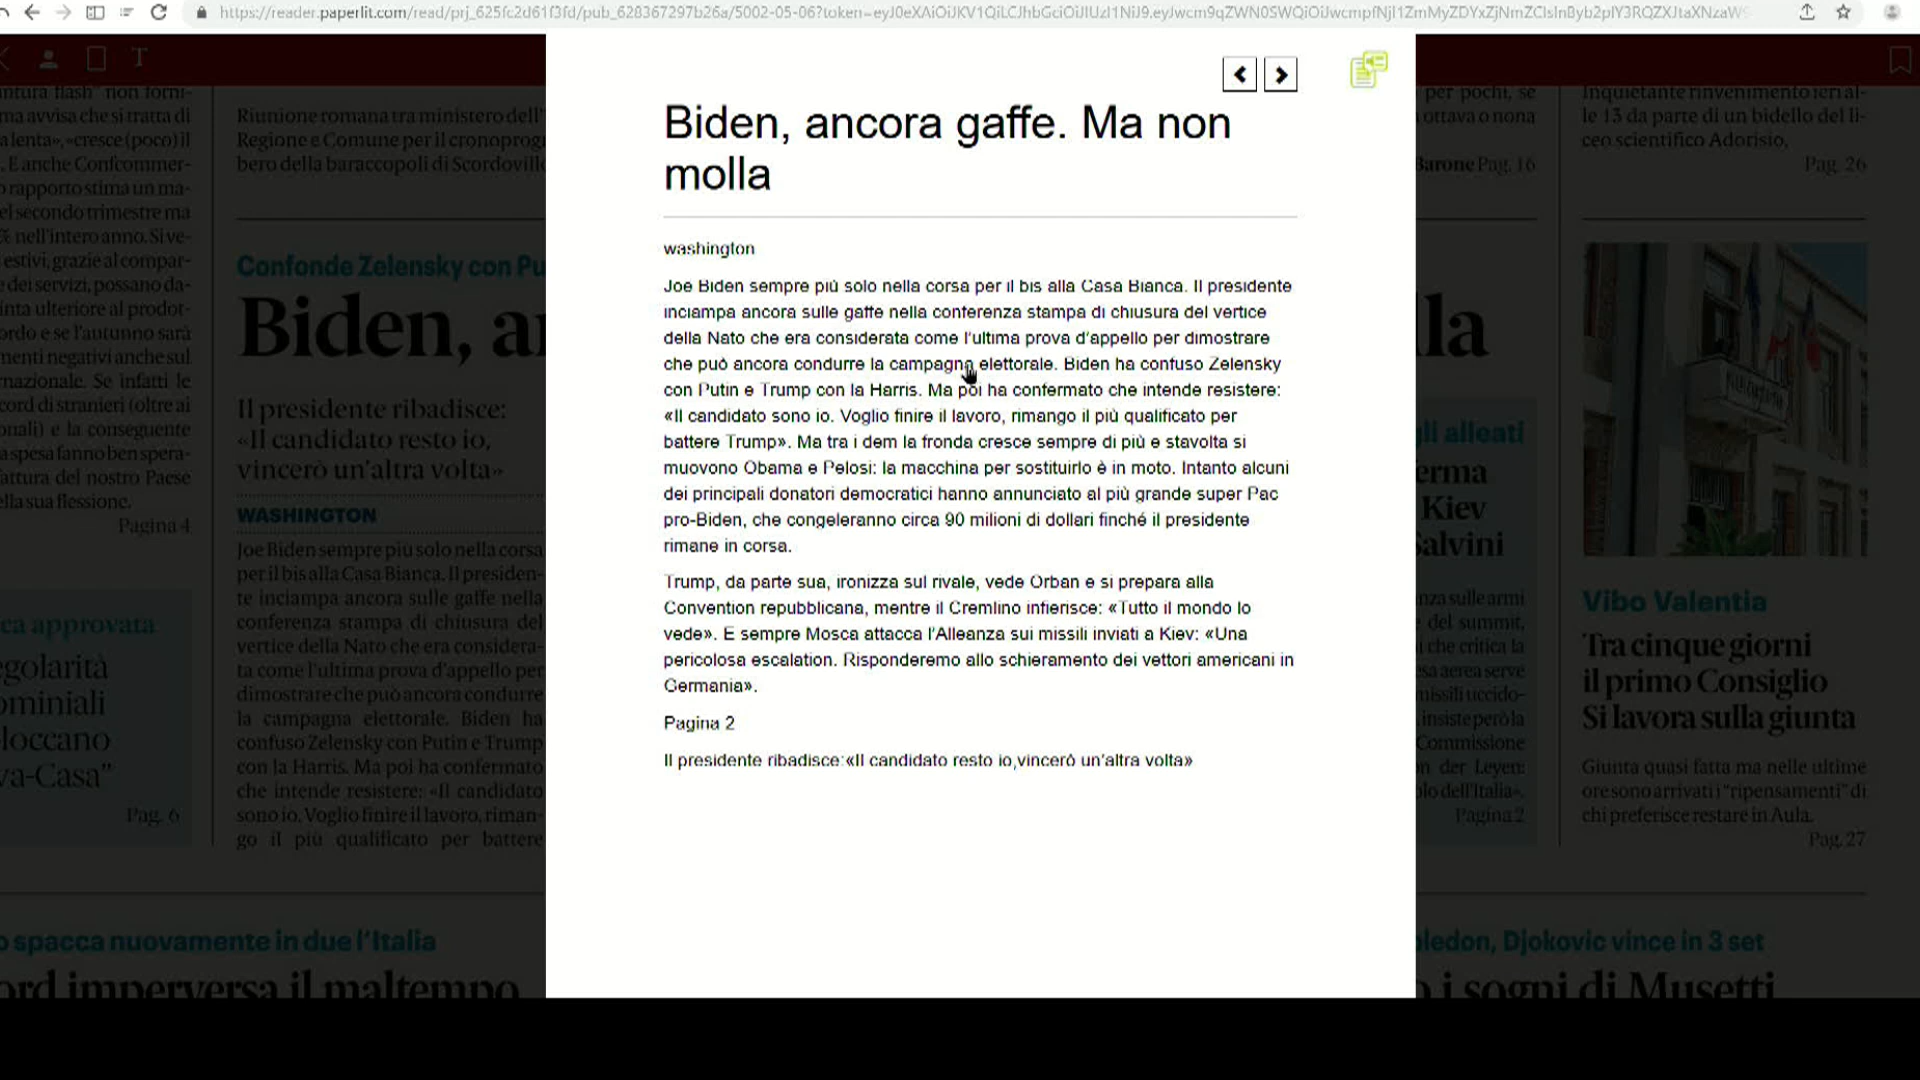 https://reader.paperlit.com/read/prj_625fc2d61f3fd/pub_628367297b26a/5002-05-06?token=
T
Biden, ancora gaffe. Ma non
molla
washington
Joe Biden sempre più solo nella corsa per il bis alla Casa Bianca. Il presidente
inciampa ancora sulle gaffe nella conferenza stampa di chiusura del vertice
della Nato che era considerata come l'ultima prova d'appello per dimostrare
che può ancora condurre la campagna elettorale. Biden ha confuso Zelensky
con Putin e Trump con la Harris. Ma poi ha confermato che intende resistere:
«Il candidato sono io. Voglio finire il lavoro, rimango il più qualificato per
battere Trump». Ma tra i dem la fronda cresce sempre di più e stavolta si
muovono Obama e Pelosi: la macchina per sostituirlo è in moto. Intanto alcuni
dei principali donatori democratici hanno annunciato al più grande super Pac
pro-Biden, che congeleranno circa 90 milioni di dollari finché il presidente
rimane in corsa.
Trump, da parte sua, ironizza sul rivale, vede Orban e si prepara alla
Convention repubblicana, mentre il Cremlino infierisce: «Tutto il mondo lo
vede». E sempre Mosca attacca l'Alleanza sui missili inviati a Kiev: «Una
pericolosa escalation. Risponderemo allo schieramento dei vettori americani in
Germania».
Pagina 2
Il presidente ribadisce:«Il candidato resto io,vincerò un'altra volta»
ma avvisa che si tratta di
alenta», «cresce (poco) il
. E anche Confcommer-
rapporto stima un ma-
el secondo trimestre ma
% nell'intero anno. Si ve-
estivi, grazie al compar-
dei servizi, possano da-
inta ulteriore al prodot-
ordo e se l'autunno sarà
menti negativi anche sul
nazionale. Se infatti le
cord di stranieri (oltre ai
onali) e la conseguente
a spesa fanno ben spera-
attura del nostro Paese
ella sua flessione.
Pagina 4
ca approvata
egolarità
ominiali
loccano
va-Casa”
Pag. 6
Riunione romana tra ministero dell'
Regione e Comune per il cronoprog
bero della baraccopoli di Scordovill
Confonde Zelensky con Pu
Biden, a
Il presidente ribadisce:
«Il candidato resto io,
vincerò un'altra volta»
WASHINGTON
Joe Biden sempre più solo nella corsa
per il bis alla Casa Bianca. Il presiden-
te inciampa ancora sulle gaffe nella
conferenza stampa di chiusura del
vertice della Nato che era considera-
ta come l'ultima prova d'appello per
dimostrare che può ancora condurre
la campagna elettorale. Biden ha
confuso Zelensky con Putin e Trump
con la Harris. Ma poi ha confermato
che intende resistere: «Il candidato
sono io. Voglio finire il lavoro, riman-
go il più qualificato per battere
spacca nuovamente in due l'Italia
ord imperversa il maltempo
per pochi, se
ottava o nona
Barone Pag. 16
la
gli alleati
erma
Kiev
Salvini
nza sulle armi
del summit,
i che critica la
sa aerea serve
missili uccido-
insiste però la
Commissione
n der Leyen:
lo dell'Italia».
Pagina 2
Inquietante rinvenimento ieri al-
le 13 da parte di un bidello del li-
ceo scientifico Adorisio.
Pag. 26
Vibo Valentia
Tra cinque giorni
il primo Consiglio
Si lavora sulla giunta
Giunta quasi fatta ma nelle ultime
ore sono arrivati i “ripensamenti” di
chi preferisce restare in Aula.
Pag. 27
bledon, Djokovic vince in 3 set
o i sogni di Musetti